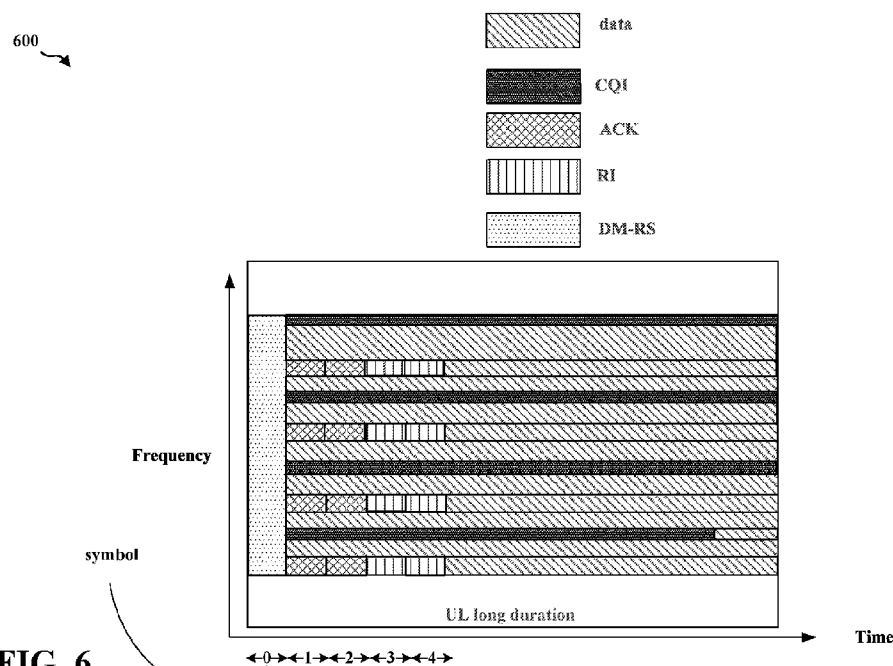 600
data
CQI
ACK
RI
DM-RS
Frequency
symbol
UL long duration
Time
FIG. 6
0 1 2 3 4